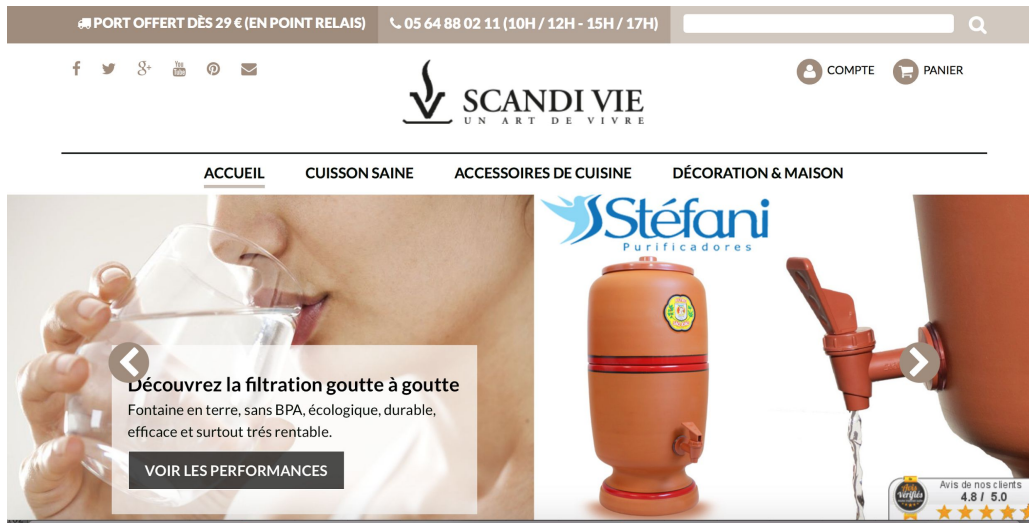 PORT OFFERT DÈS 29 € (EN POINT RELAIS)
05 64 88 02 11 (10H / 12H - 15H / 17H)
COMPTE
PANIER
SCANDI VIE
UN ART DE VIVRE
ACCUEIL
CUISSON SAINE
ACCESSOIRES DE CUISINE
DÉCORATION & MAISON
Stéfani
Purificadores
Découvrez la filtration goutte à goutte
Fontaine en terre, sans BPA, écologique, durable,
efficace et surtout trés rentable.
VOIR LES PERFORMANCES
Avis de nos clients
4.8 / 5.0